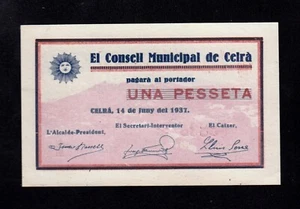 El Consell Municipal de Celrà
pagarà al portador
UNA PESSETA
CELRÀ, 14 de juny del 1937.
L'Alcalde-President, El Secretari-Interventor El Caixer,